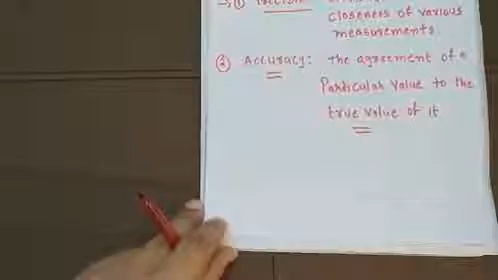 closeness of various
measurements
② Accuracy: the agreement of a
Particular value to the
true value of it